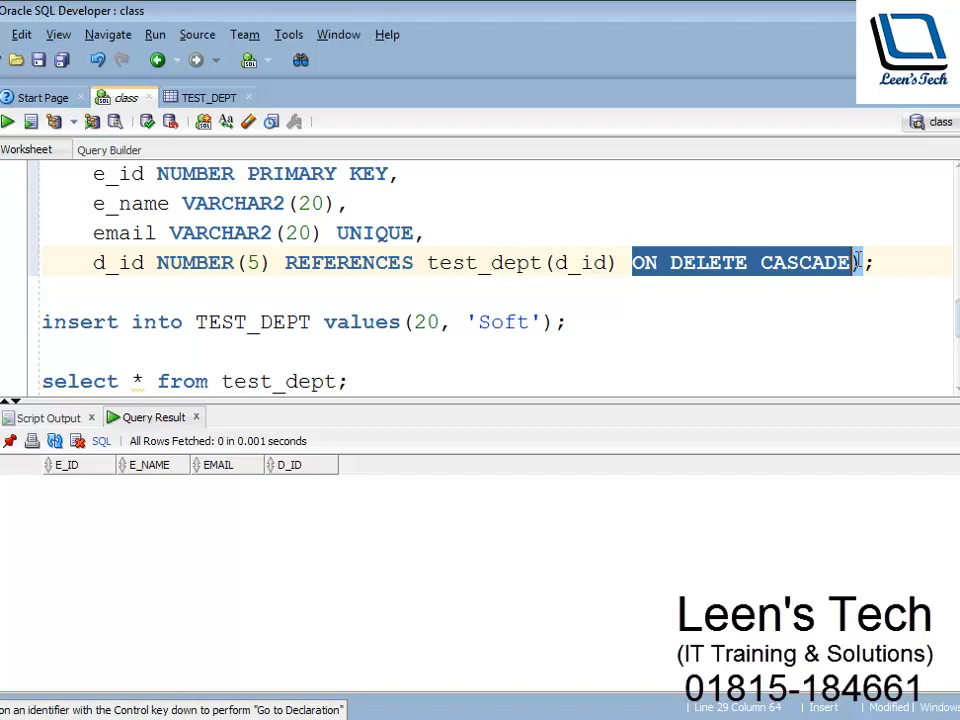 Oracle SQL Developer : class
Edit View Navigate Run Source Team Tools Window Help
Leen'sTech
Start Page class TEST_DEPT
class
Worksheet Query Builder
e_id NUMBER PRIMARY KEY,
e_name VARCHAR2(20),
email VARCHAR2(20) UNIQUE,
d_id NUMBER(5) REFERENCES test_dept(d_id) ON DELETE CASCADE);
insert into TEST_DEPT values(20, 'Soft');
select * from test_dept;
Script Output Query Result
SQL All Rows Fetched: 0 in 0.001 seconds
E_ID E_NAME EMAIL D_ID
Leen's Tech
(IT Training & Solutions)
01815-184661
on an identifier with the Control key down to perform "Go to Declaration"
Line 29 Column 64 Insert Modified Windows